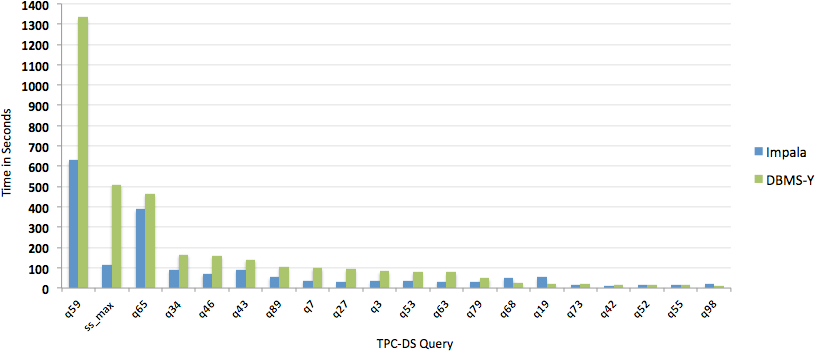 1400
1300
1200
1100
1000
900
800
700
600
500
400
300
200
100
0
Time in Seconds
q59
ss_max
q65
q34
q46
q43
q89
q7
q27
q3
q53
q63
q79
q68
q19
q73
q42
q52
q55
q98
TPC-DS Query
Impala
DBMS-Y